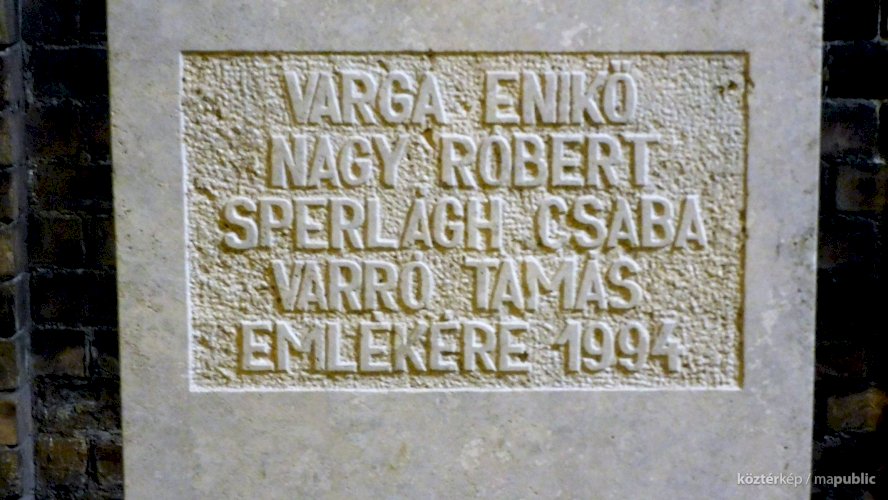 VARGA ENIKŐ
NAGY RÓBERT
SPERLÁGH CSABA
VARRÓ TAMÁS
EMLÉKÉRE 1994
köztérkép / mapublic